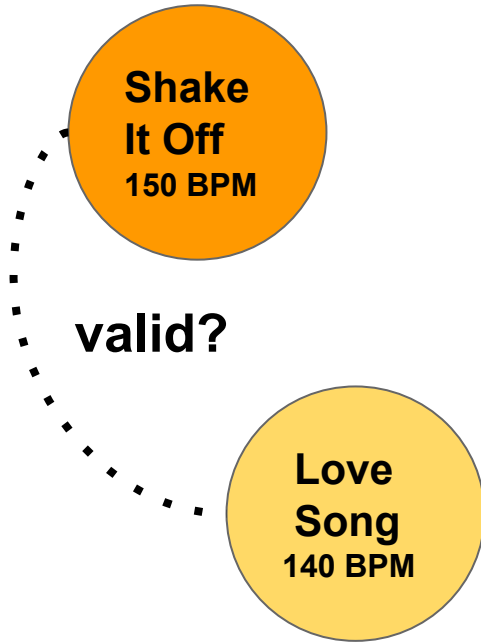 Shake
It Off
150 BPM
valid?
Love
Song
140 BPM